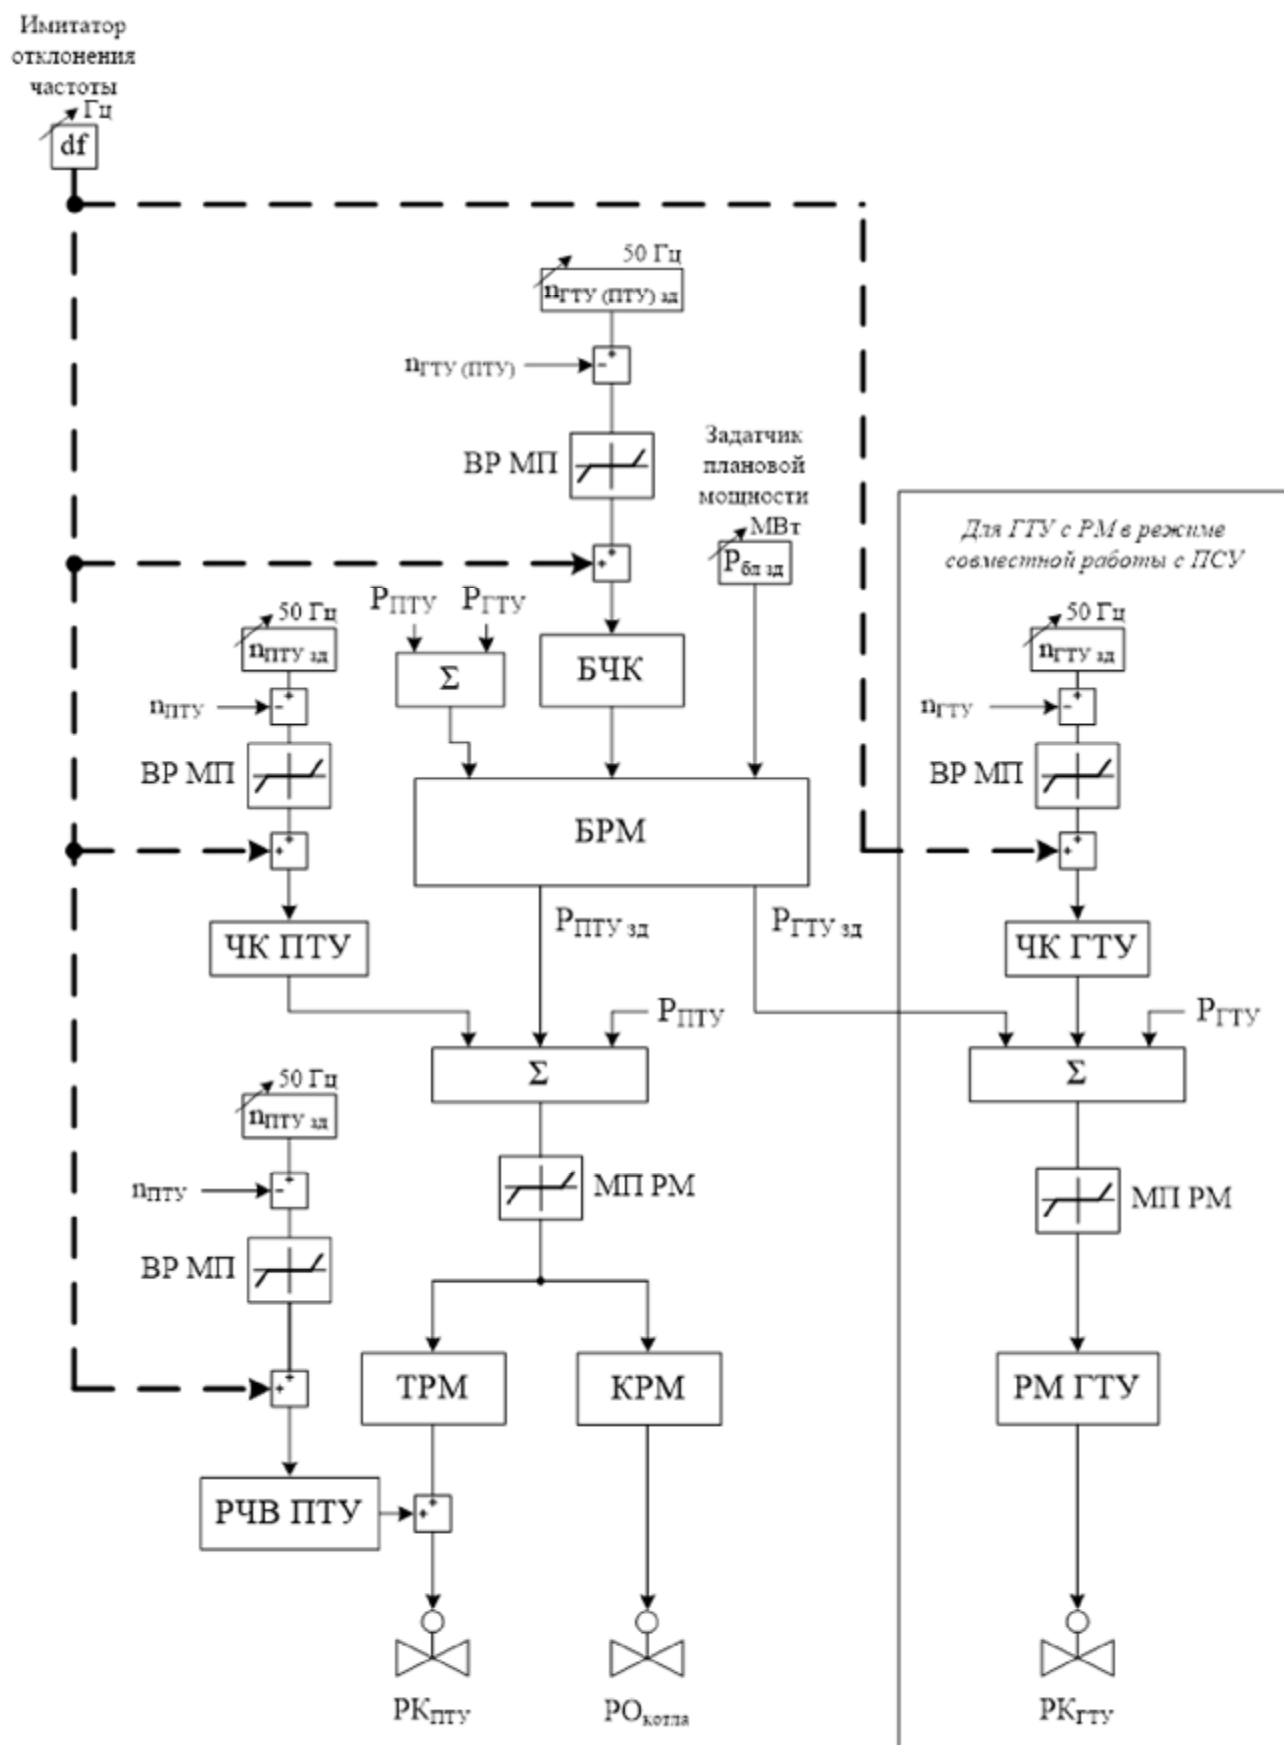 Имитатор
отклонения
частоты
Гц
df
50 Гц
nГТУ (ПТУ) зд
nГТУ (ПТУ)
ВР МП
Задатчик
плановой
мощности
МВт
Pбл зд
Для ГТУ с РМ в режиме
совместной работы с ПСУ
PПТУ
PГТУ
Σ
БЧК
50 Гц
nПТУ зд
nПТУ
ВР МП
50 Гц
nГТУ зд
nГТУ
ВР МП
БРМ
PПТУ зд
PГТУ зд
ЧК ПТУ
ЧК ГТУ
PПТУ
PГТУ
Σ
Σ
50 Гц
nПТУ зд
nПТУ
ВР МП
МП РМ
МП РМ
ТРМ
КРМ
РМ ГТУ
РЧВ ПТУ
РКПТУ
РОкотла
РКГТУ